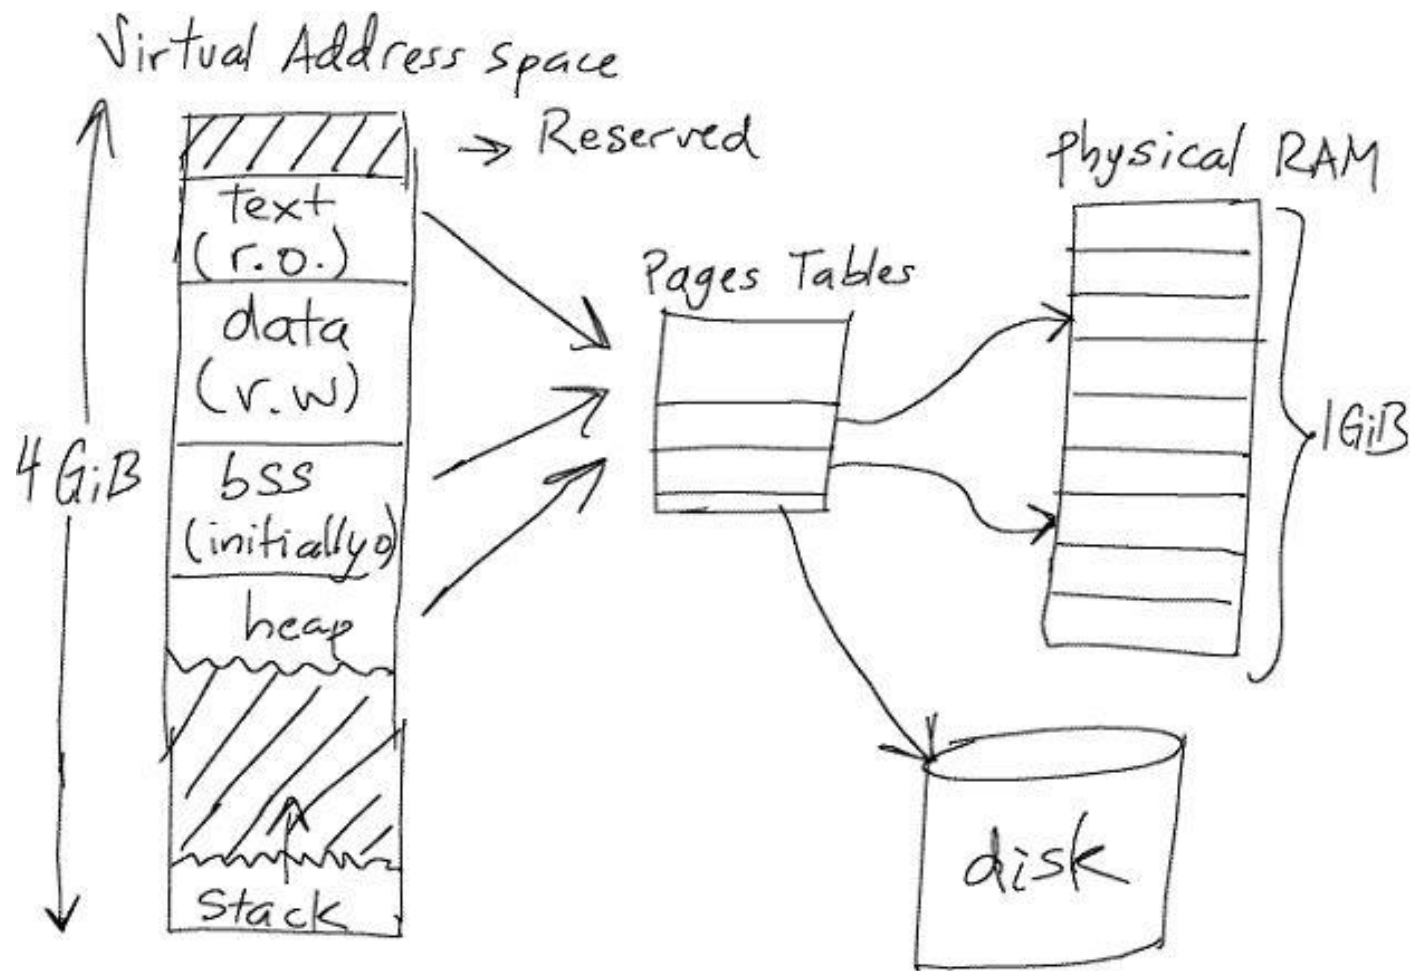 Virtual Address space
→ Reserved
Text
(r.o.)
data
(r.w)
bss
(initially 0)
heap
Stack
4 GiB
Pages Tables
Physical RAM
1GiB
disk